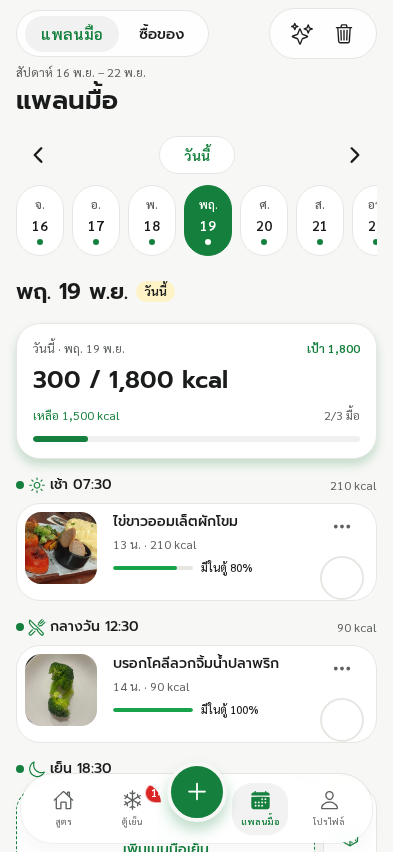 แพลนมื้อ ซื้อของ
สัปดาห์ 16 พ.ย. – 22 พ.ย.
แพลนมื้อ
วันนี้
จ. อ. พ. พฤ. ศ. ส.
16 17 18 19 20 21
พฤ. 19 พ.ย. วันนี้
วันนี้ · พฤ. 19 พ.ย. เป้า 1,800
300 / 1,800 kcal
เหลือ 1,500 kcal 2/3 มื้อ
เช้า 07:30 210 kcal
ไข่ขาวออมเล็ตผักโขม
13 น. · 210 kcal
มีในตู้ 80%
กลางวัน 12:30 90 kcal
บรอกโคลีลวกจิ้มน้ำปลาพริก
14 น. · 90 kcal
มีในตู้ 100%
เย็น 18:30
สูตร ตู้เย็น แพลนมื้อ โปรไฟล์